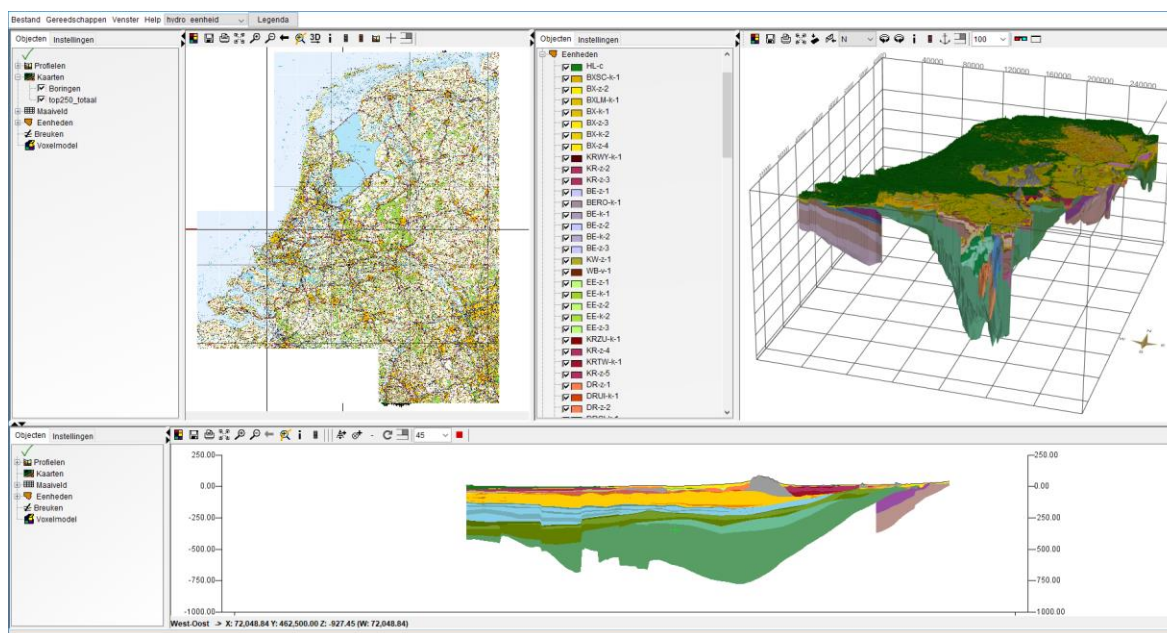 Bestand Gereedschappen Venster Help hydro_eenheid Legenda
Objecten Instellingen
Profielen
Kaarten
Boringen
top250_totaal
Maaiveld
Eenheden
Breuken
Voxelmodel
3D
Objecten Instellingen
Eenheden
HL-c
BXSC-k-1
BX-z-2
BXLM-k-1
BX-k-1
BX-z-3
BX-k-2
BX-z-4
KRWY-k-1
KR-z-2
KR-z-3
BE-z-1
BERO-k-1
BE-k-1
BE-z-2
BE-k-2
BE-z-3
KW-z-1
WB-v-1
EE-z-1
EE-k-1
EE-z-2
EE-k-2
EE-z-3
KRZU-k-1
KR-z-4
KRTW-k-1
KR-z-5
DR-z-1
DRUI-k-1
DR-z-2
N 100
40000 80000 120000 160000 200000 240000
Objecten Instellingen
Profielen
Kaarten
Maaiveld
Eenheden
Breuken
Voxelmodel
45
250.00 250.00
0.00 0.00
-250.00 -250.00
-500.00 -500.00
-750.00 -750.00
-1000.00 -1000.00
West-Oost -> X: 72,048.84 Y: 462,500.00 Z: -927.45 (W: 72,048.84)